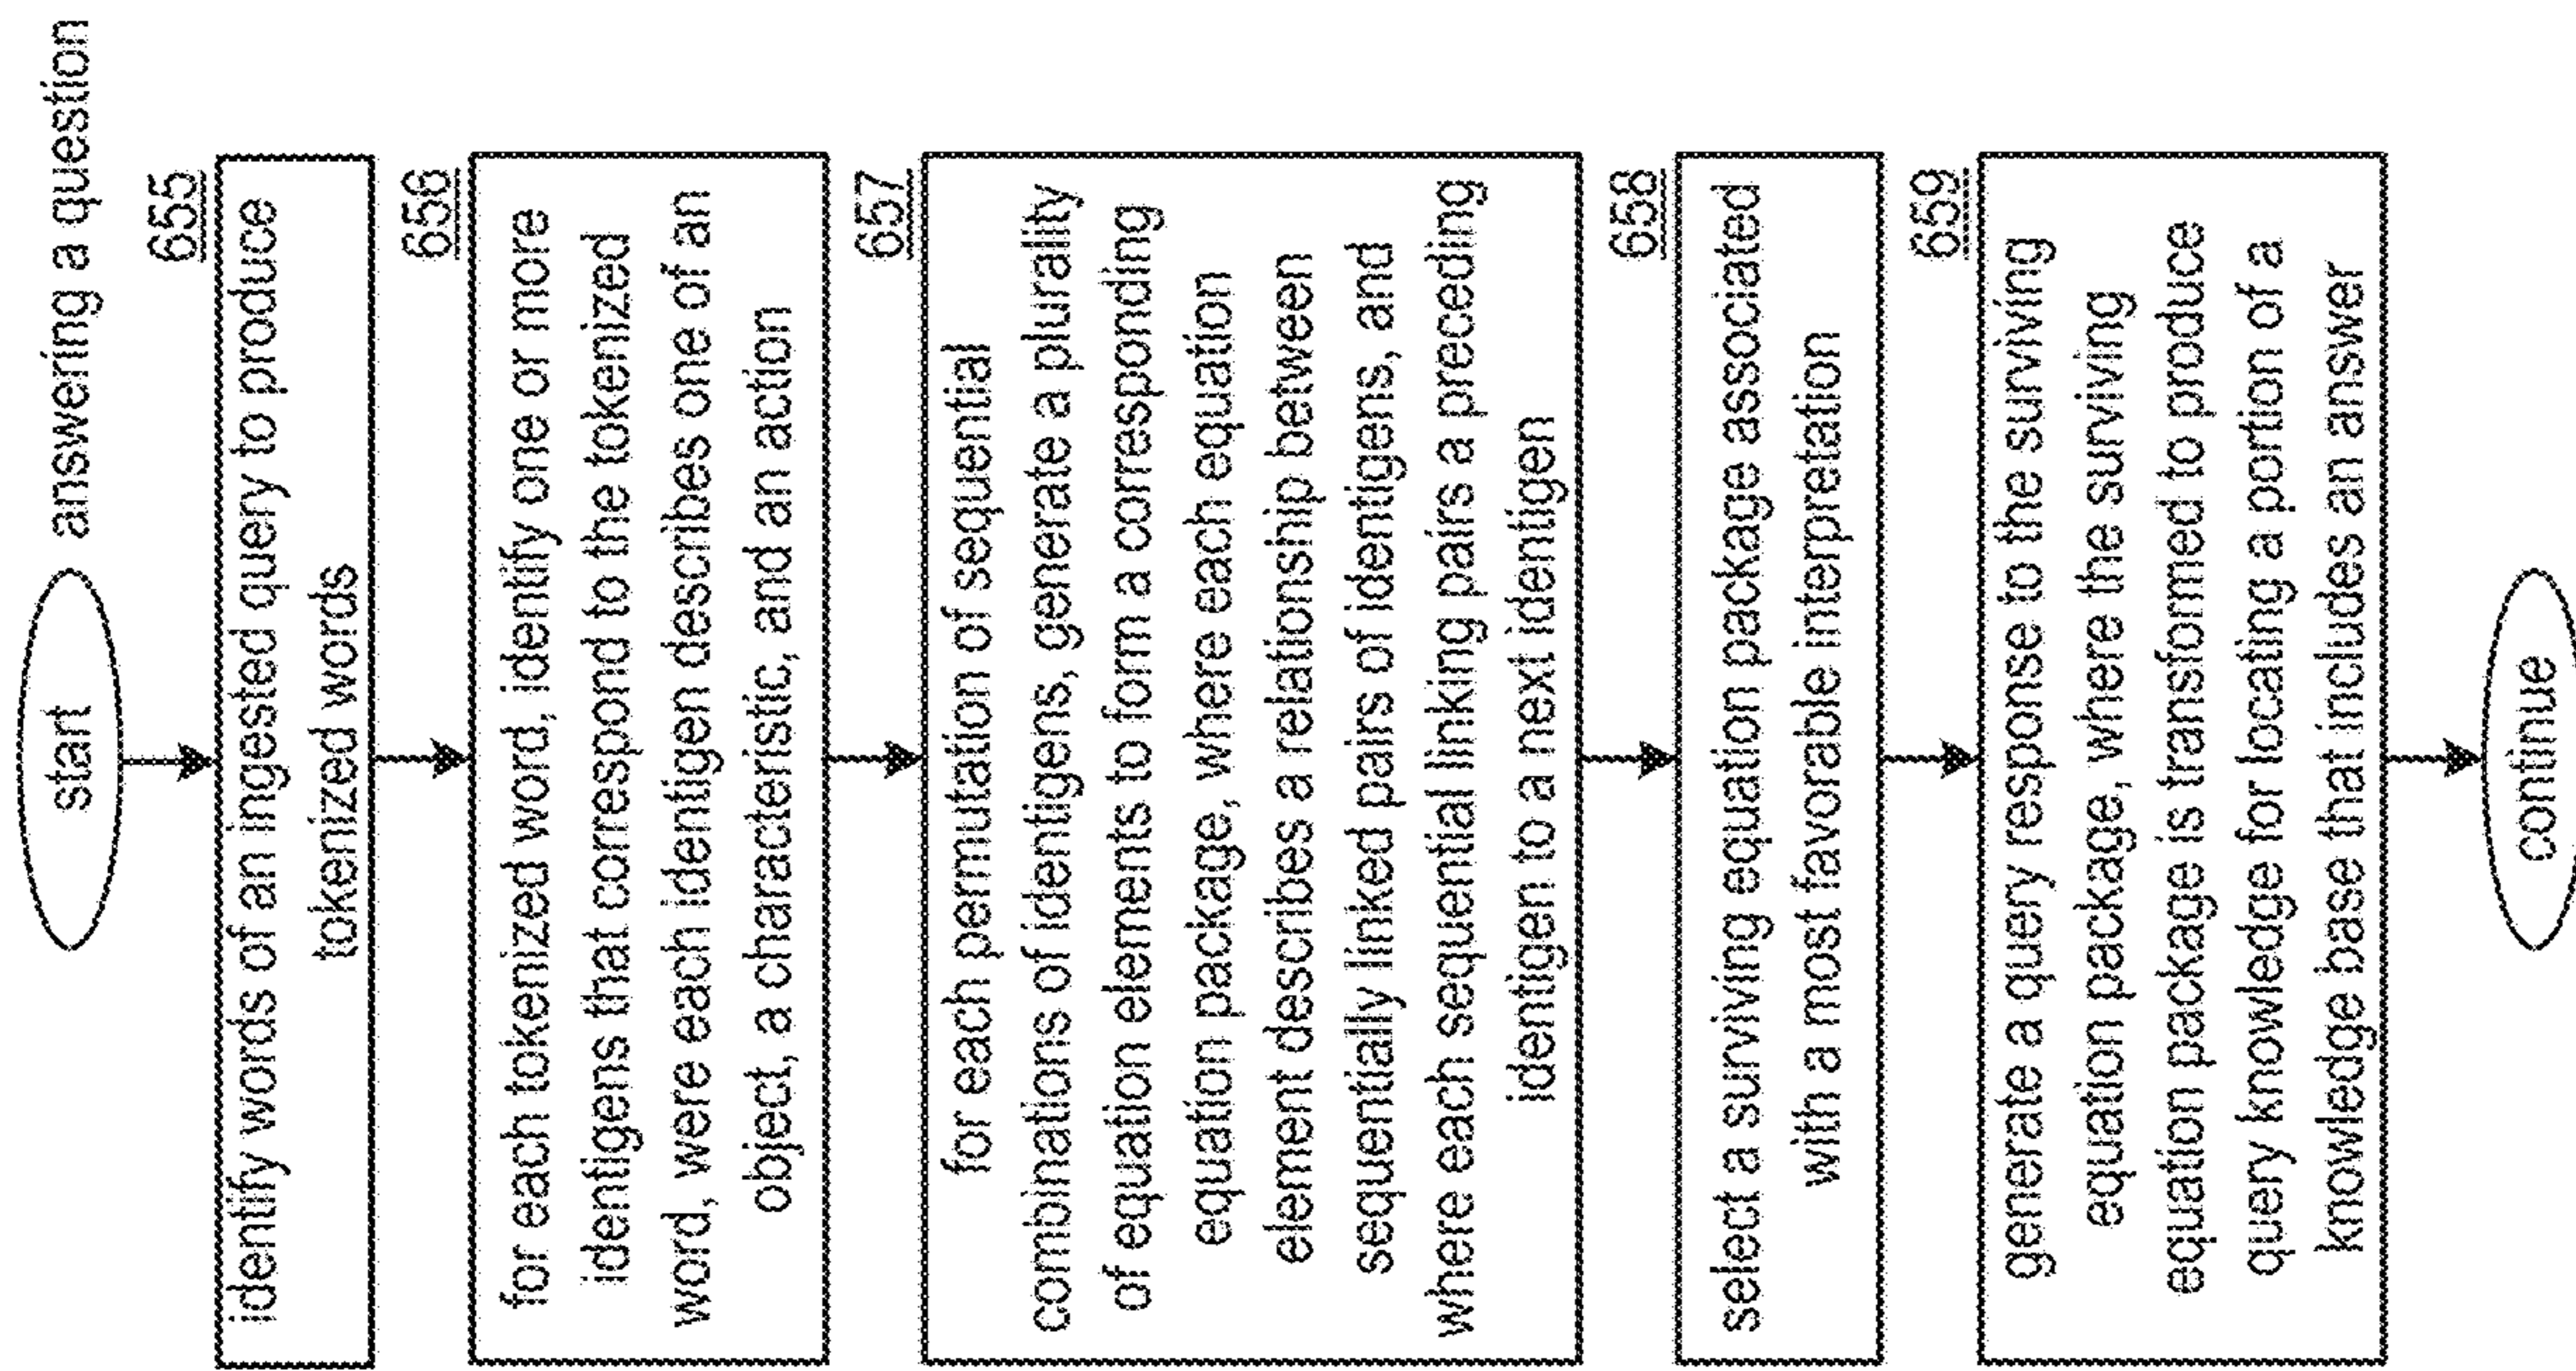 start
answering a question
655
identify words of an ingested query to produce
tokenized words
656
for each tokenized word, identify one or more
identigens that correspond to the tokenized
word, were each identigen describes one of an
object, a characteristic, and an action
657
for each permutation of sequential
combinations of identigens, generate a plurality
of equation elements to form a corresponding
equation package, where each equation
element describes a relationship between
sequentially linked pairs of identigens, and
where each sequential linking pairs a preceding
identigen to a next identigen
658
select a surviving equation package associated
with a most favorable interpretation
659
generate a query response to the surviving
equation package, where the surviving
equation package is transformed to produce
query knowledge for locating a portion of a
knowledge base that includes an answer
continue